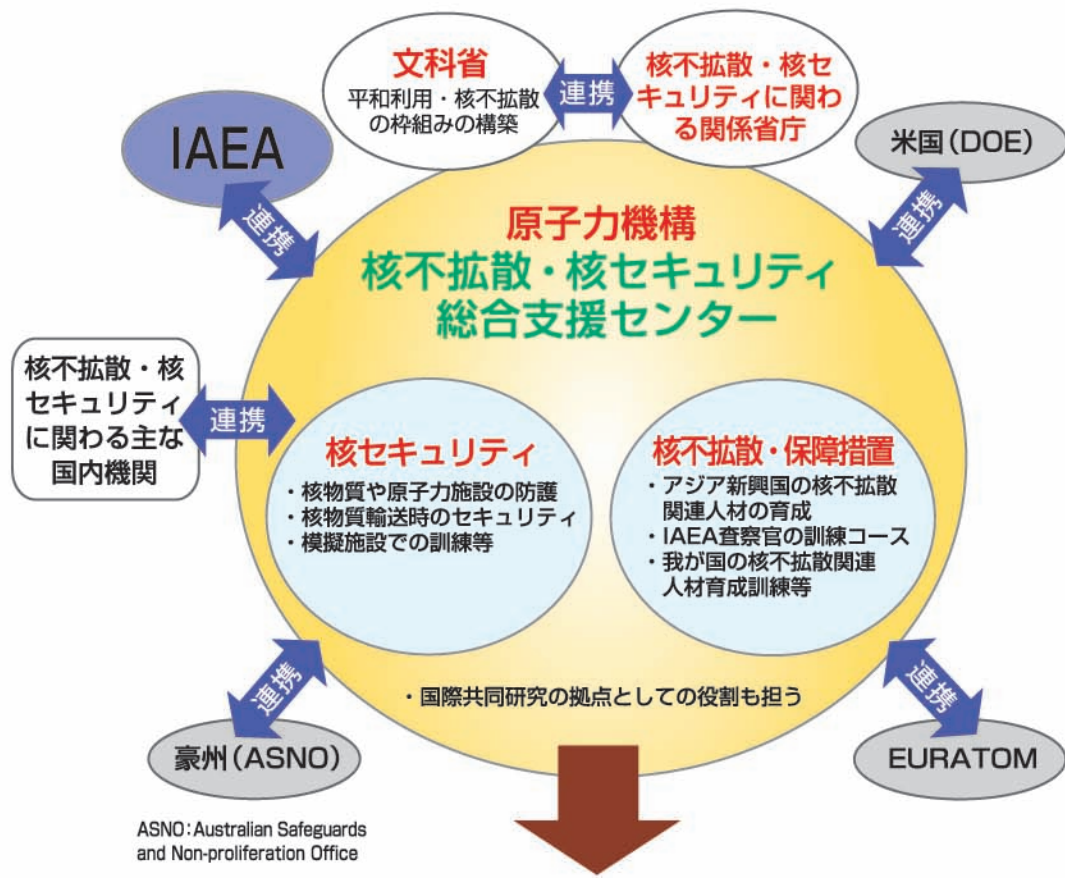 文科省
平和利用・核不拡散
の枠組みの構築
連携
核不拡散・核セ
キュリティに関わ
る関係省庁
IAEA
連携
米国(DOE)
連携
原子力機構
核不拡散・核セキュリティ
総合支援センター
核不拡散・核
セキュリティ
に関わる主な
国内機関
連携
核セキュリティ
・核物質や原子力施設の防護
・核物質輸送時のセキュリティ
・模擬施設での訓練等
核不拡散・保障措置
・アジア新興国の核不拡散
関連人材の育成
・IAEA査察官の訓練コース
・我が国の核不拡散関連
人材育成訓練等
・国際共同研究の拠点としての役割も担う
連携
豪州(ASNO)
連携
EURATOM
ASNO:Australian Safeguards
and Non-proliferation Office